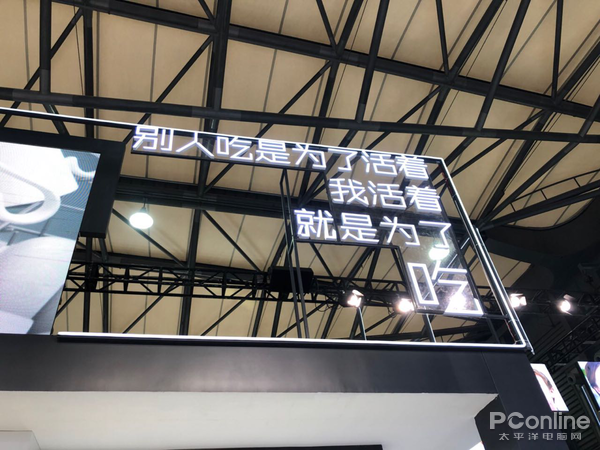 别人吃是为了活着
我活着
就是为了
吃
PConline
太平洋电脑网